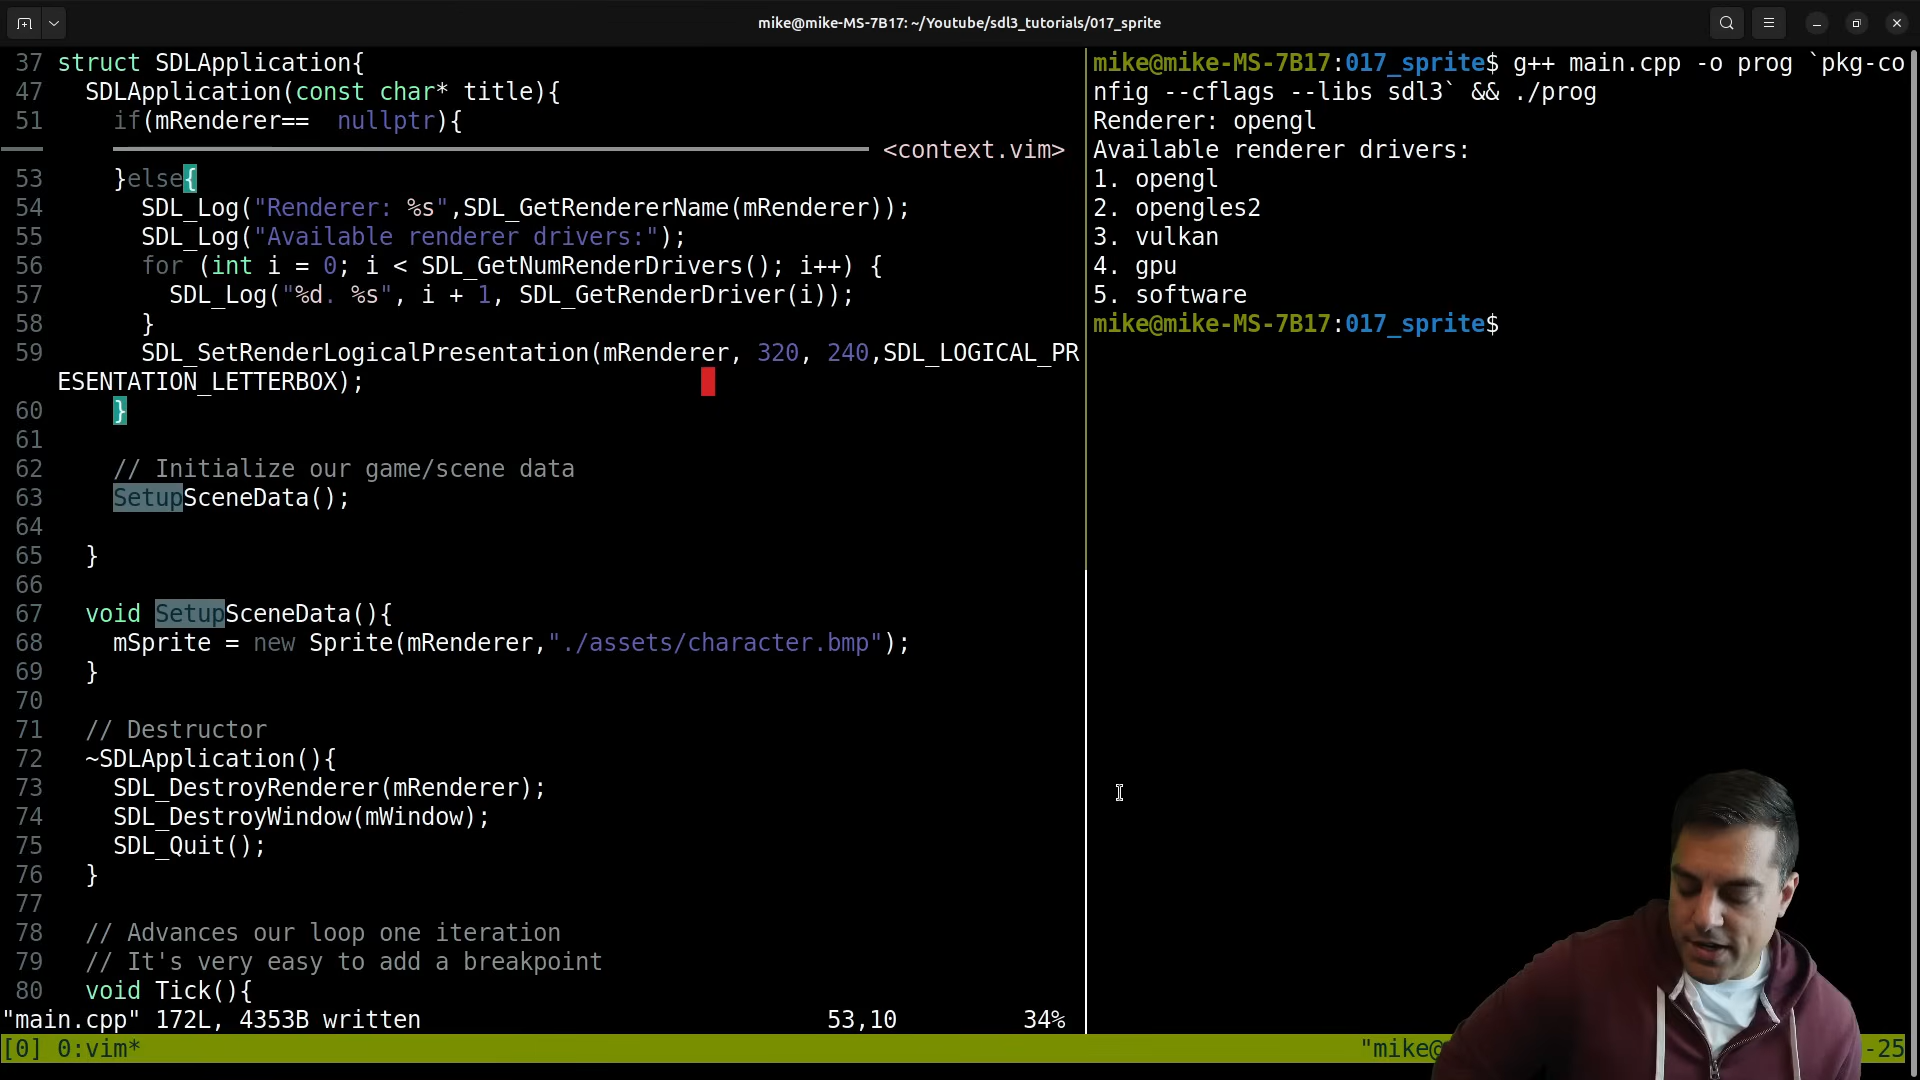 mike@mike-MS-7B17: ~/Youtube/sdl3_tutorials/017_sprite
37 struct SDLApplication{
47   SDLApplication(const char* title){
51     if(mRenderer==  nullptr){
<context.vim>
53     }else{
54       SDL_Log("Renderer: %s",SDL_GetRendererName(mRenderer));
55       SDL_Log("Available renderer drivers:");
56       for (int i = 0; i < SDL_GetNumRenderDrivers(); i++) {
57         SDL_Log("%d. %s", i + 1, SDL_GetRenderDriver(i));
58       }
59       SDL_SetRenderLogicalPresentation(mRenderer, 320, 240,SDL_LOGICAL_PR
ESENTATION_LETTERBOX);
60     }
61
62     // Initialize our game/scene data
63     SetupSceneData();
64
65   }
66
67   void SetupSceneData(){
68     mSprite = new Sprite(mRenderer,"./assets/character.bmp");
69   }
70
71   // Destructor
72   ~SDLApplication(){
73     SDL_DestroyRenderer(mRenderer);
74     SDL_DestroyWindow(mWindow);
75     SDL_Quit();
76   }
77
78   // Advances our loop one iteration
79   // It's very easy to add a breakpoint
80   void Tick(){
"main.cpp" 172L, 4353B written 53,10 34%
mike@mike-MS-7B17:017_sprite$ g++ main.cpp -o prog `pkg-co
nfig --cflags --libs sdl3` && ./prog
Renderer: opengl
Available renderer drivers:
1. opengl
2. opengles2
3. vulkan
4. gpu
5. software
mike@mike-MS-7B17:017_sprite$
[0] 0:vim* "mike@ -25